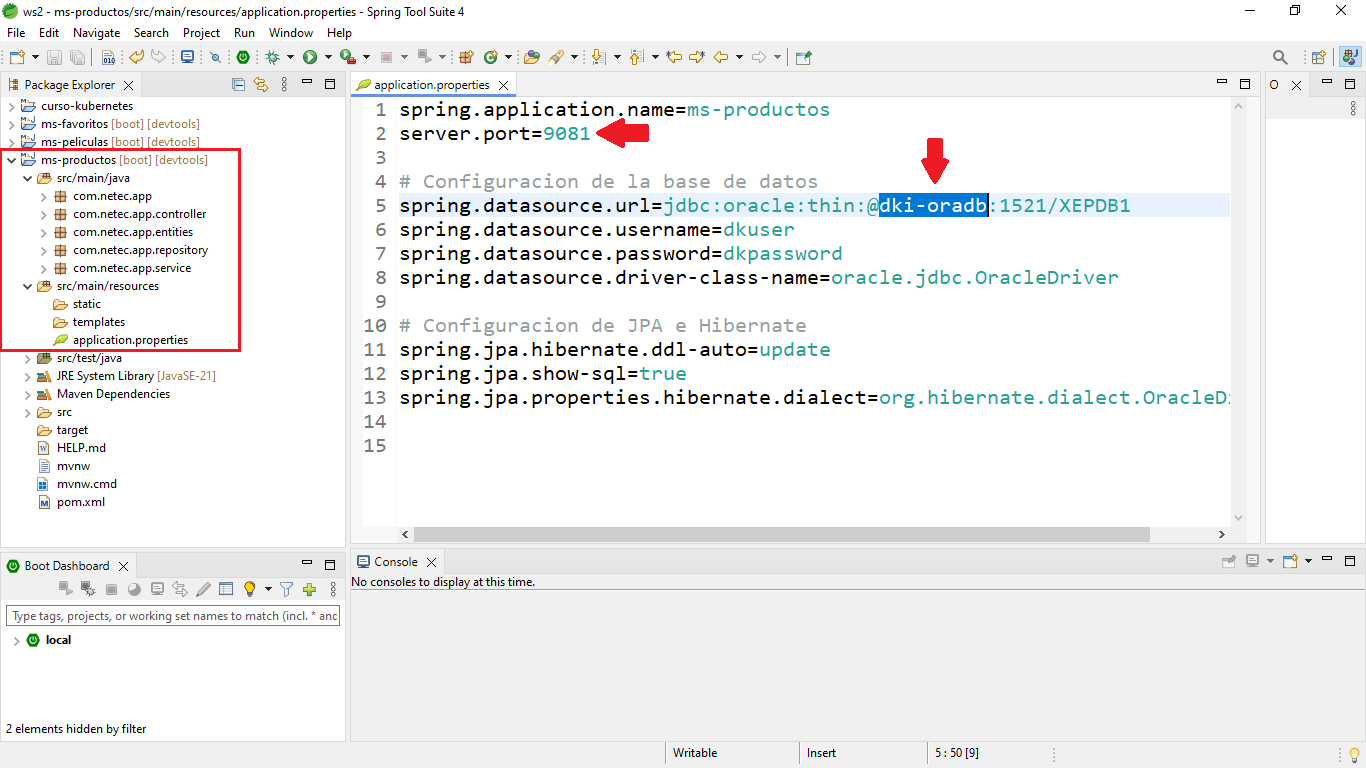 ws2 - ms-productos/src/main/resources/application.properties - Spring Tool Suite 4
File Edit Navigate Search Project Run Window Help
Package Explorer
curso-kubernetes
ms-favoritos [boot] [devtools]
ms-peliculas [boot] [devtools]
ms-productos [boot] [devtools]
src/main/java
com.netec.app
com.netec.app.controller
com.netec.app.entities
com.netec.app.repository
com.netec.app.service
src/main/resources
static
templates
application.properties
src/test/java
JRE System Library [JavaSE-21]
Maven Dependencies
src
target
HELP.md
mvnw
mvnw.cmd
pom.xml
application.properties
1 spring.application.name=ms-productos
2 server.port=9081
3
4 # Configuracion de la base de datos
5 spring.datasource.url=jdbc:oracle:thin:@dki-oradb:1521/XEPDB1
6 spring.datasource.username=dkuser
7 spring.datasource.password=dkpassword
8 spring.datasource.driver-class-name=oracle.jdbc.OracleDriver
9
10 # Configuracion de JPA e Hibernate
11 spring.jpa.hibernate.ddl-auto=update
12 spring.jpa.show-sql=true
13 spring.jpa.properties.hibernate.dialect=org.hibernate.dialect.OracleD
14
15
O
Boot Dashboard
Type tags, projects, or working set names to match (incl. * and
local
2 elements hidden by filter
Console
No consoles to display at this time.
Writable Insert 5 : 50 [9]